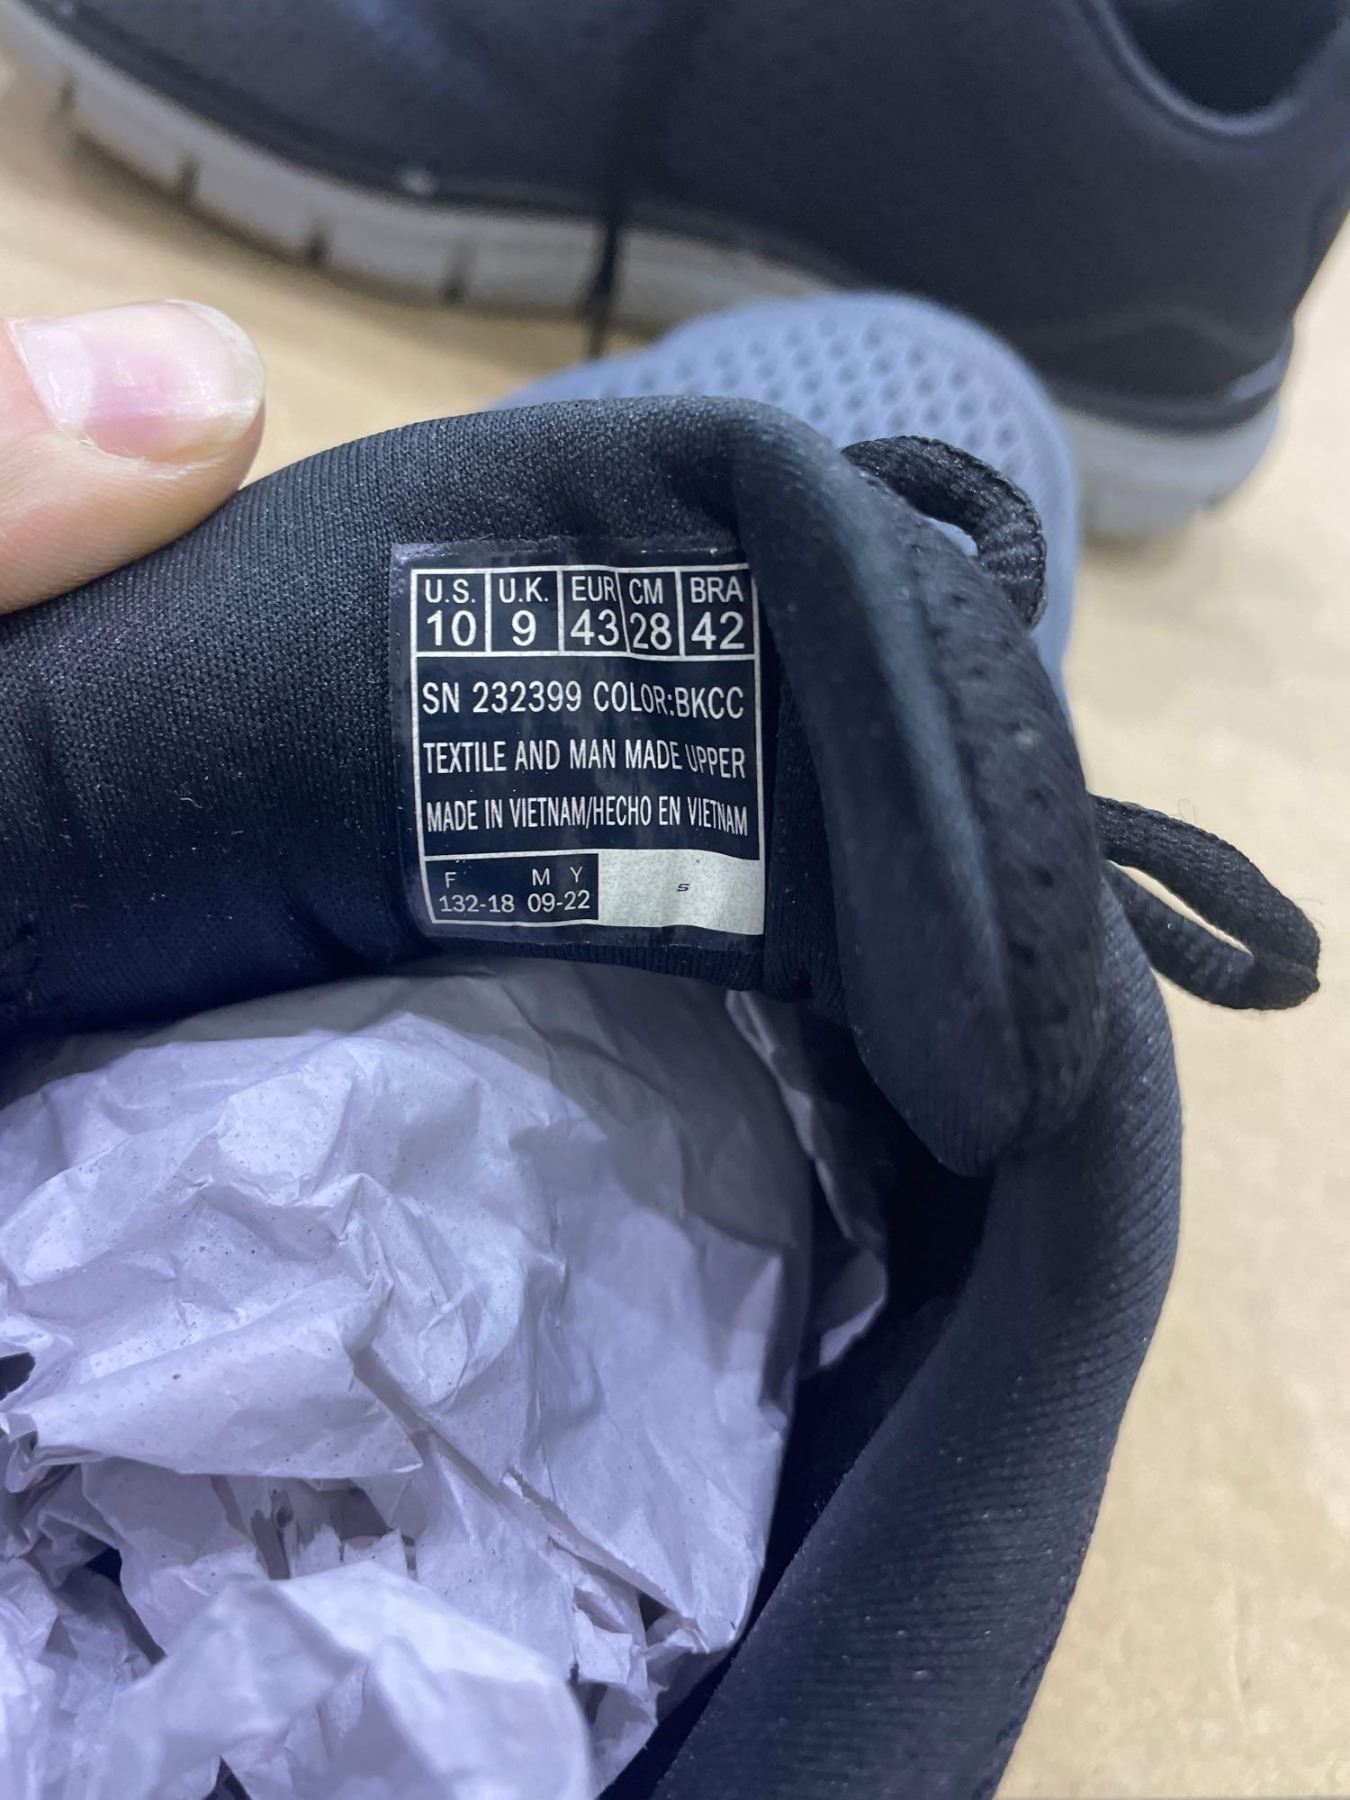 U.S. U.K. EUR CM BRA
10 9 43 28 42
SN 232399 COLOR:BKCC
TEXTILE AND MAN MADE UPPER
MADE IN VIETNAM/HECHO EN VIETNAM
F M Y
132-18 09-22 S